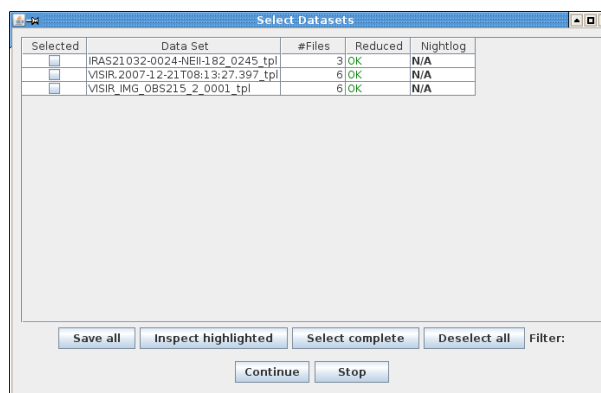 Select Datasets
Selected Data Set #Files Reduced Nightlog
IRAS21032-0024-NEII-182_0245_tpl 3 OK N/A
VISIR.2007-12-21T08:13:27.397_tpl 6 OK N/A
VISIR_IMG_OBS215_2_0001_tpl 6 OK N/A
Save all Inspect highlighted Select complete Deselect all Filter:
Continue Stop